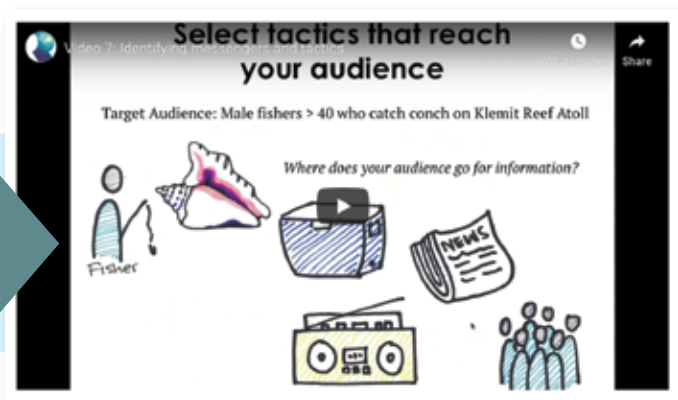 Select tactics that reach
your audience
Video 7: Identifying messengers and tactics
Share
Target Audience: Male fishers > 40 who catch conch on Klemit Reef Atoll
Where does your audience go for information?
NEWS
Fisher